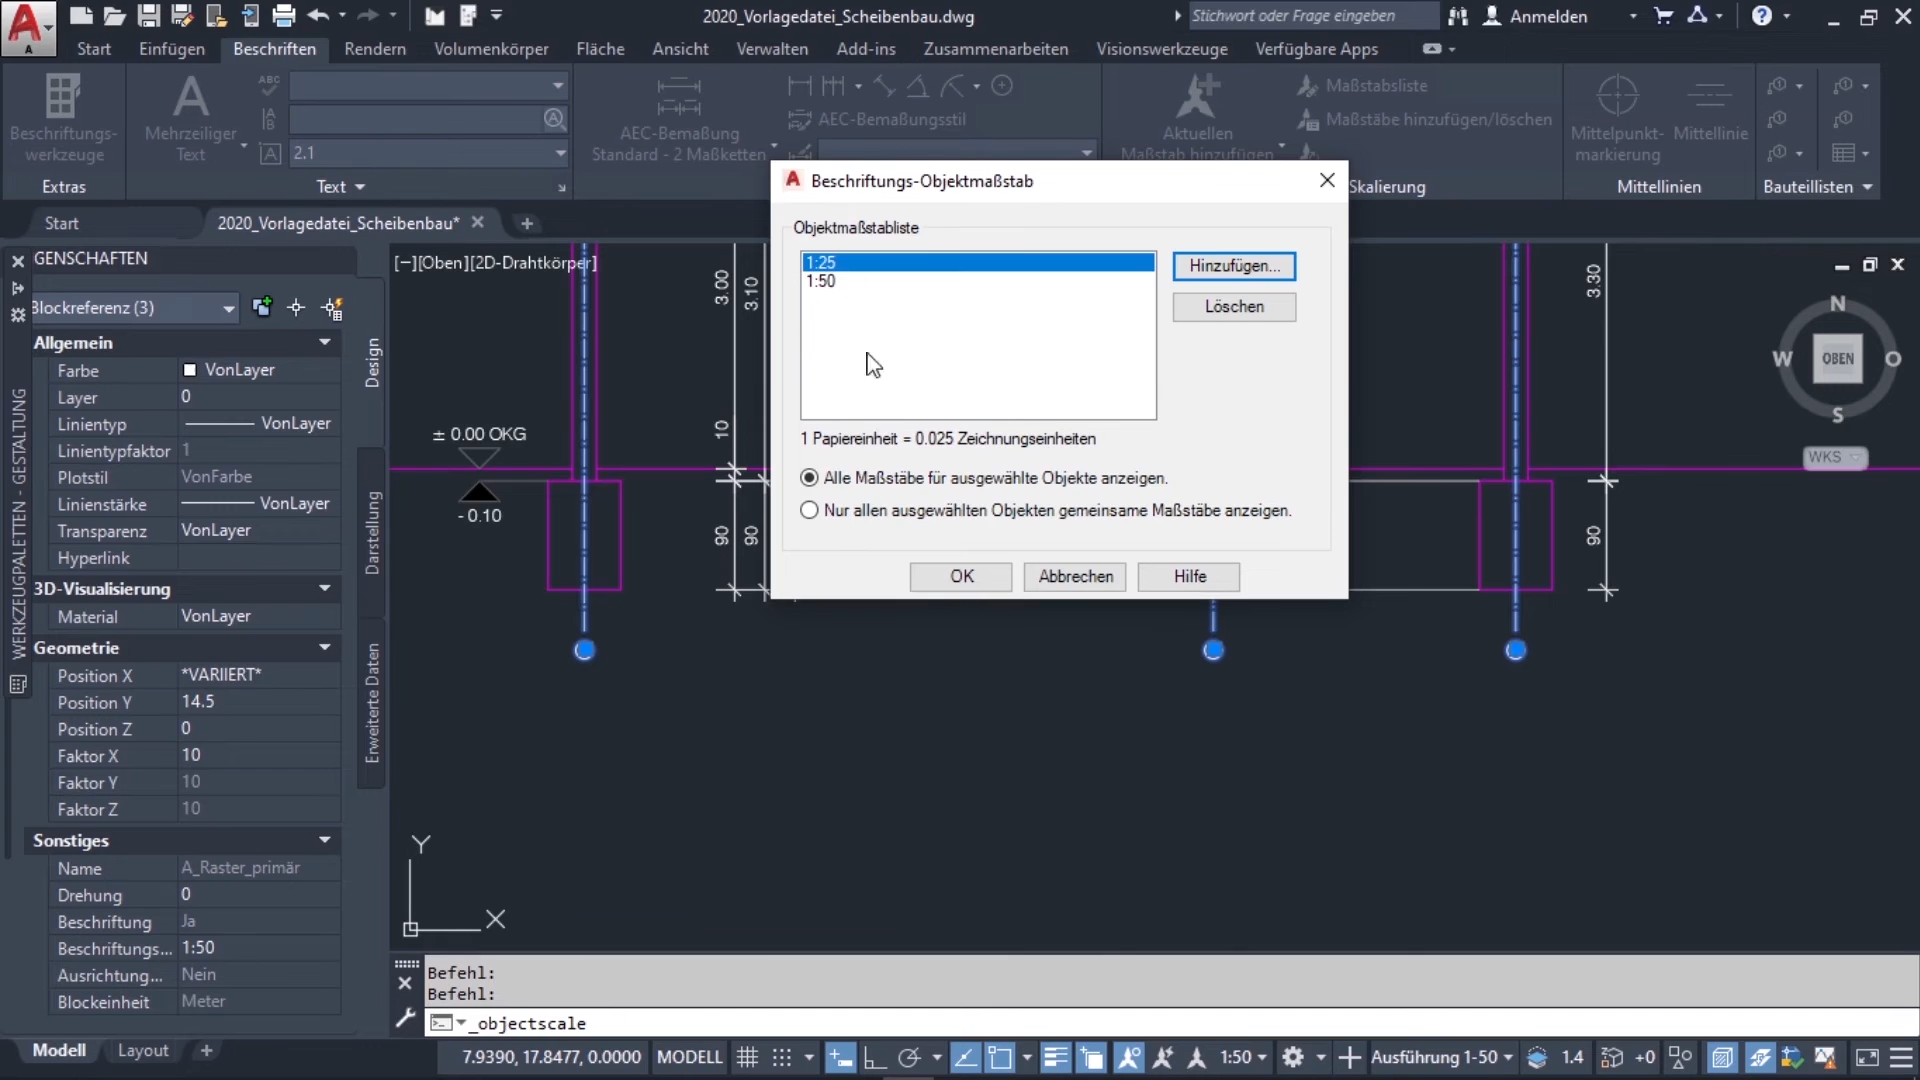 2020_Vorlagedatei_Scheibenbau.dwg
Stichwort oder Frage eingeben
Anmelden
Start
Einfügen
Beschriften
Rendern
Volumenkörper
Fläche
Ansicht
Verwalten
Add-ins
Zusammenarbeiten
Visionswerkzeuge
Verfügbare Apps
Beschriftungs-
werkzeuge
Mehrzeiliger
Text
ABC
2.1
AEC-Bemaßung
Standard - 2 Maßketten
AEC-Bemaßungsstil
Aktuellen
Maßstab hinzufügen
Maßstabsliste
Maßstäbe hinzufügen/löschen
Mittelpunkt-
markierung
Mittellinie
Extras
Text
Skalierung
Mittellinien
Bauteillisten
Start
2020_Vorlagedatei_Scheibenbau*
Beschriftungs-Objektmaßstab
Objektmaßstabliste
1:25
1:50
Hinzufügen...
Löschen
1 Papiereinheit = 0.025 Zeichnungseinheiten
Alle Maßstäbe für ausgewählte Objekte anzeigen.
Nur allen ausgewählten Objekten gemeinsame Maßstäbe anzeigen.
OK
Abbrechen
Hilfe
GENSCHAFTEN
Blockreferenz (3)
Allgemein
Farbe VonLayer
Layer 0
Linientyp VonLayer
Linientypfaktor 1
Plotstil VonFarbe
Linienstärke VonLayer
Transparenz VonLayer
Hyperlink
3D-Visualisierung
Material VonLayer
Geometrie
Position X *VARIIERT*
Position Y 14.5
Position Z 0
Faktor X 10
Faktor Y 10
Faktor Z 10
Sonstiges
Name A_Raster_primär
Drehung 0
Beschriftung Ja
Beschriftungs... 1:50
Ausrichtung... Nein
Blockeinheit Meter
WERKZEUGPALETTEN - GESTALTUNG
Design
Darstellung
Erweiterte Daten
[−][Oben][2D-Drahtkörper]
3.00
3.10
3.30
10
90
90
90
± 0.00 OKG
- 0.10
N
W
OBEN
O
S
WKS
Y
X
Befehl:
Befehl:
_objectscale
Modell
Layout
7.9390, 17.8477, 0.0000
MODELL
1:50
Ausführung 1-50
1.4
+0